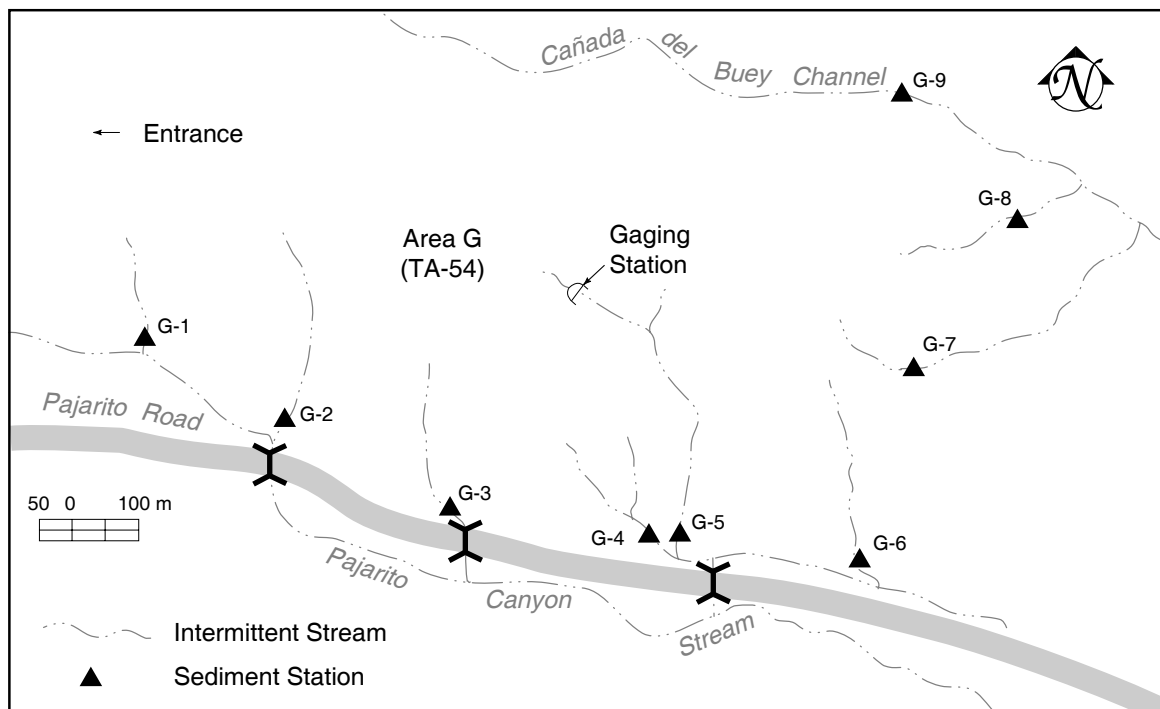 Cañada del
Buey Channel
G-9
N
Entrance
G-8
Area G
(TA-54)
Gaging
Station
G-1
G-7
Pajarito Road
G-2
50 0 100 m
G-3
G-4
G-5
G-6
Pajarito
Canyon
Stream
Intermittent Stream
Sediment Station